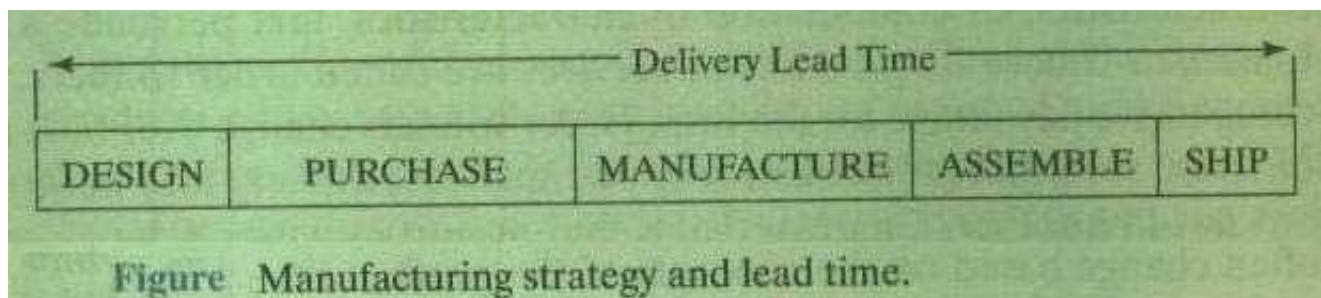 Delivery Lead Time
DESIGN PURCHASE MANUFACTURE ASSEMBLE SHIP
Figure Manufacturing strategy and lead time.